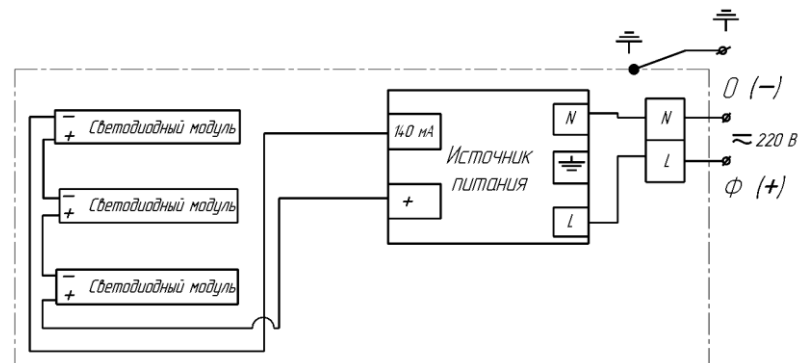 − Светодиодный модуль
+
− Светодиодный модуль
+
− Светодиодный модуль
+
140 мА
+
Источник
питания
N
L
N
L
0 (−)
≂ 220 В
Ф (+)